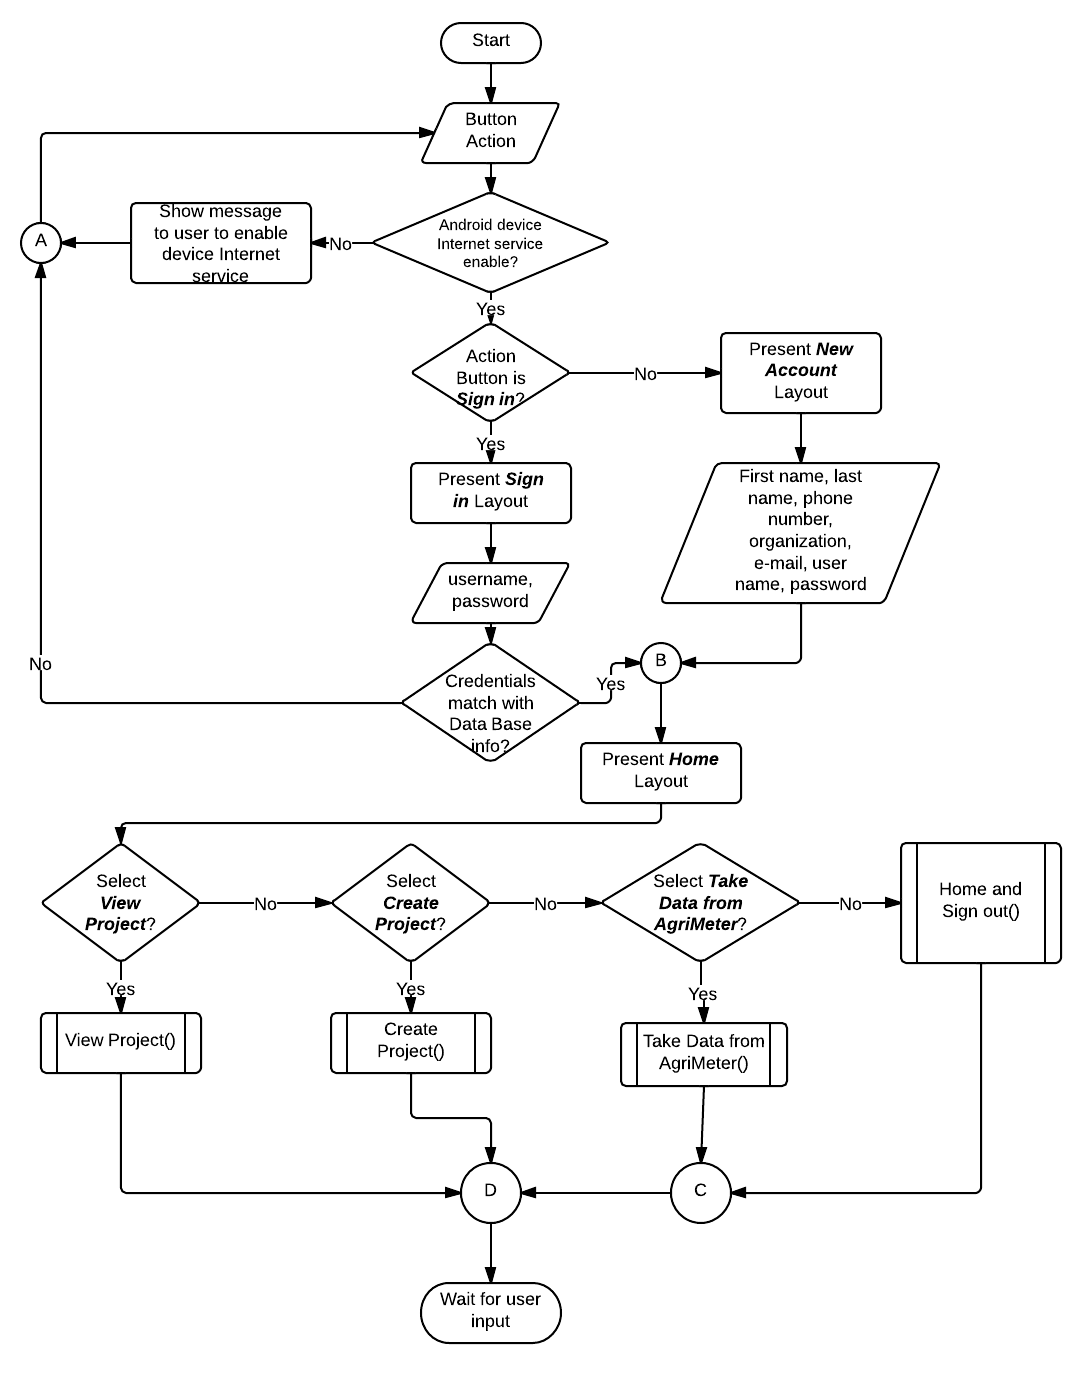 Start
Button
Action
A
Show message
to user to enable
device Internet
service
No
Android device
Internet service
enable?
Yes
Action
Button is
Sign in?
No
Present New
Account
Layout
Yes
Present Sign
in Layout
First name, last
name, phone
number,
organization,
e-mail, user
name, password
username,
password
No
Credentials
match with
Data Base
info?
Yes
B
Present Home
Layout
Select
View
Project?
No
Select
Create
Project?
No
Select Take
Data from
AgriMeter?
No
Home and
Sign out()
Yes
Yes
Yes
View Project()
Create
Project()
Take Data from
AgriMeter()
D
C
Wait for user
input